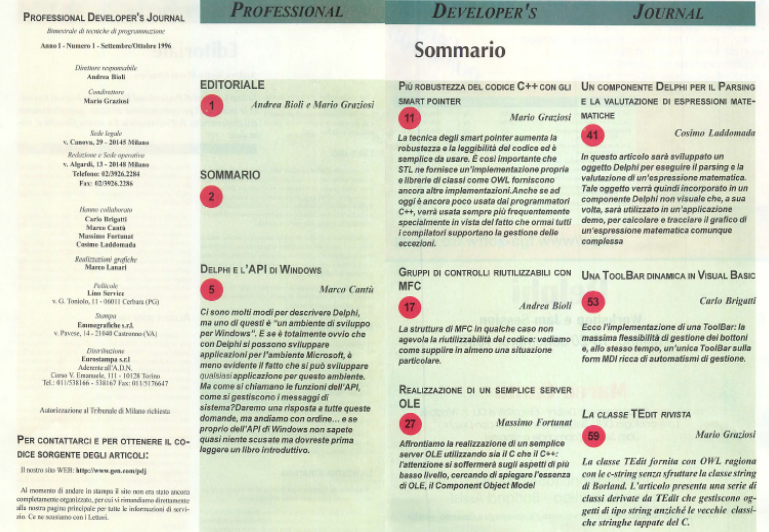 PROFESSIONAL DEVELOPER'S JOURNAL
Bimestrale di tecniche di programmazione
Anno I - Numero 1 - Settembre/Ottobre 1996
Direttore responsabile
Andrea Bioli
Condirettore
Mario Graziosi
Sede legale
v. Canova, 29 - 20145 Milano
Redazione e Sede operativa
v. Algardi, 13 - 20148 Milano
Telefono: 02/3926.2284
Fax: 02/3926.2286
Hanno collaborato
Carlo Brigatti
Marco Cantù
Massimo Fortunat
Cosimo Laddomada
Realizzazioni grafiche
Marco Lanari
Pellicole
Line Service
v. G. Toniolo, 11 - 06011 Cerbara (PG)
Stampa
Emmegrafiche s.r.l.
v. Pavese, 14 - 21040 Castronno (VA)
Distribuzione
Eurostampa s.r.l
Aderente all'A.D.N.
Corso V. Emanuele, 111 - 10128 Torino
Tel.: 011/538166 - 538167 Fax: 011/5176647
Autorizzazione al Tribunale di Milano richiesta
PER CONTATTARCI E PER OTTENERE IL CO-
DICE SORGENTE DEGLI ARTICOLI:
Il nostro sito WEB: http://www.gen.com/pdj
Al momento di andare in stampa il sito non era stato ancora
completamente organizzato, per cui vi rimandiamo direttamente
alla nostra pagina principale per tutte le informazioni di servi-
zio. Ce ne scusiamo con i Lettori.
PROFESSIONAL
EDITORIALE
1
Andrea Bioli e Mario Graziosi
SOMMARIO
2
DELPHI E L'API DI WINDOWS
5
Marco Cantù
Ci sono molti modi per descrivere Delphi,
ma uno di questi è "un ambiente di sviluppo
per Windows". E se è totalmente ovvio che
con Delphi si possono sviluppare
applicazioni per l'ambiente Microsoft, è
meno evidente il fatto che si può sviluppare
qualsiasi applicazione per questo ambiente.
Ma come si chiamano le funzioni dell'API,
come si gestiscono i messaggi di
sistema?Daremo una risposta a tutte queste
domande, ma andiamo con ordine... e se
proprio dell'API di Windows non sapete
quasi niente scusate ma dovreste prima
leggere un libro introduttivo.
DEVELOPER'S JOURNAL
Sommario
PIÙ ROBUSTEZZA DEL CODICE C++ CON GLI
SMART POINTER
11
Mario Graziosi
La tecnica degli smart pointer aumenta la
robustezza e la leggibilità del codice ed è
semplice da usare. È così importante che
STL ne fornisce un'implementazione propria
e librerie di classi come OWL forniscono
ancora altre implementazioni.Anche se ad
oggi è ancora poco usata dai programmatori
C++, verrà usata sempre più frequentemente
specialmente in vista del fatto che ormai tutti
i compilatori supportano la gestione delle
eccezioni.
GRUPPI DI CONTROLLI RIUTILIZZABILI CON
MFC
17
Andrea Bioli
La struttura di MFC in qualche caso non
agevola la riutilizzabilità del codice: vediamo
come supplire in almeno una situazione
particolare.
REALIZZAZIONE DI UN SEMPLICE SERVER
OLE
27
Massimo Fortunat
Affrontiamo la realizzazione di un semplice
server OLE utilizzando sia il C che il C++:
l'attenzione si soffermerà sugli aspetti di più
basso livello, cercando di spiegare l'essenza
di OLE, il Component Object Model
UN COMPONENTE DELPHI PER IL PARSING
E LA VALUTAZIONE DI ESPRESSIONI MATE-
MATICHE
41
Cosimo Laddomada
In questo articolo sarà sviluppato un
oggetto Delphi per eseguire il parsing e la
valutazione di un'espressione matematica.
Tale oggetto verrà quindi incorporato in un
componente Delphi non visuale che, a sua
volta, sarà utilizzato in un'applicazione
demo, per calcolare e tracciare il grafico di
un'espressione matematica comunque
complessa
UNA TOOLBAR DINAMICA IN VISUAL BASIC
53
Carlo Brigatti
Ecco l'implementazione di una ToolBar: la
massima flessibilità di gestione dei bottoni
e, allo stesso tempo, un'unica ToolBar sulla
form MDI ricca di automatismi di gestione.
LA CLASSE TEDIT RIVISTA
59
Mario Graziosi
La classe TEdit fornita con OWL ragiona
con le c-string senza sfruttare la classe string
di Borland. L'articolo presenta una serie di
classi derivate da TEdit che gestiscono og-
getti di tipo string anziché le vecchie classi-
che stringhe tappate del C.